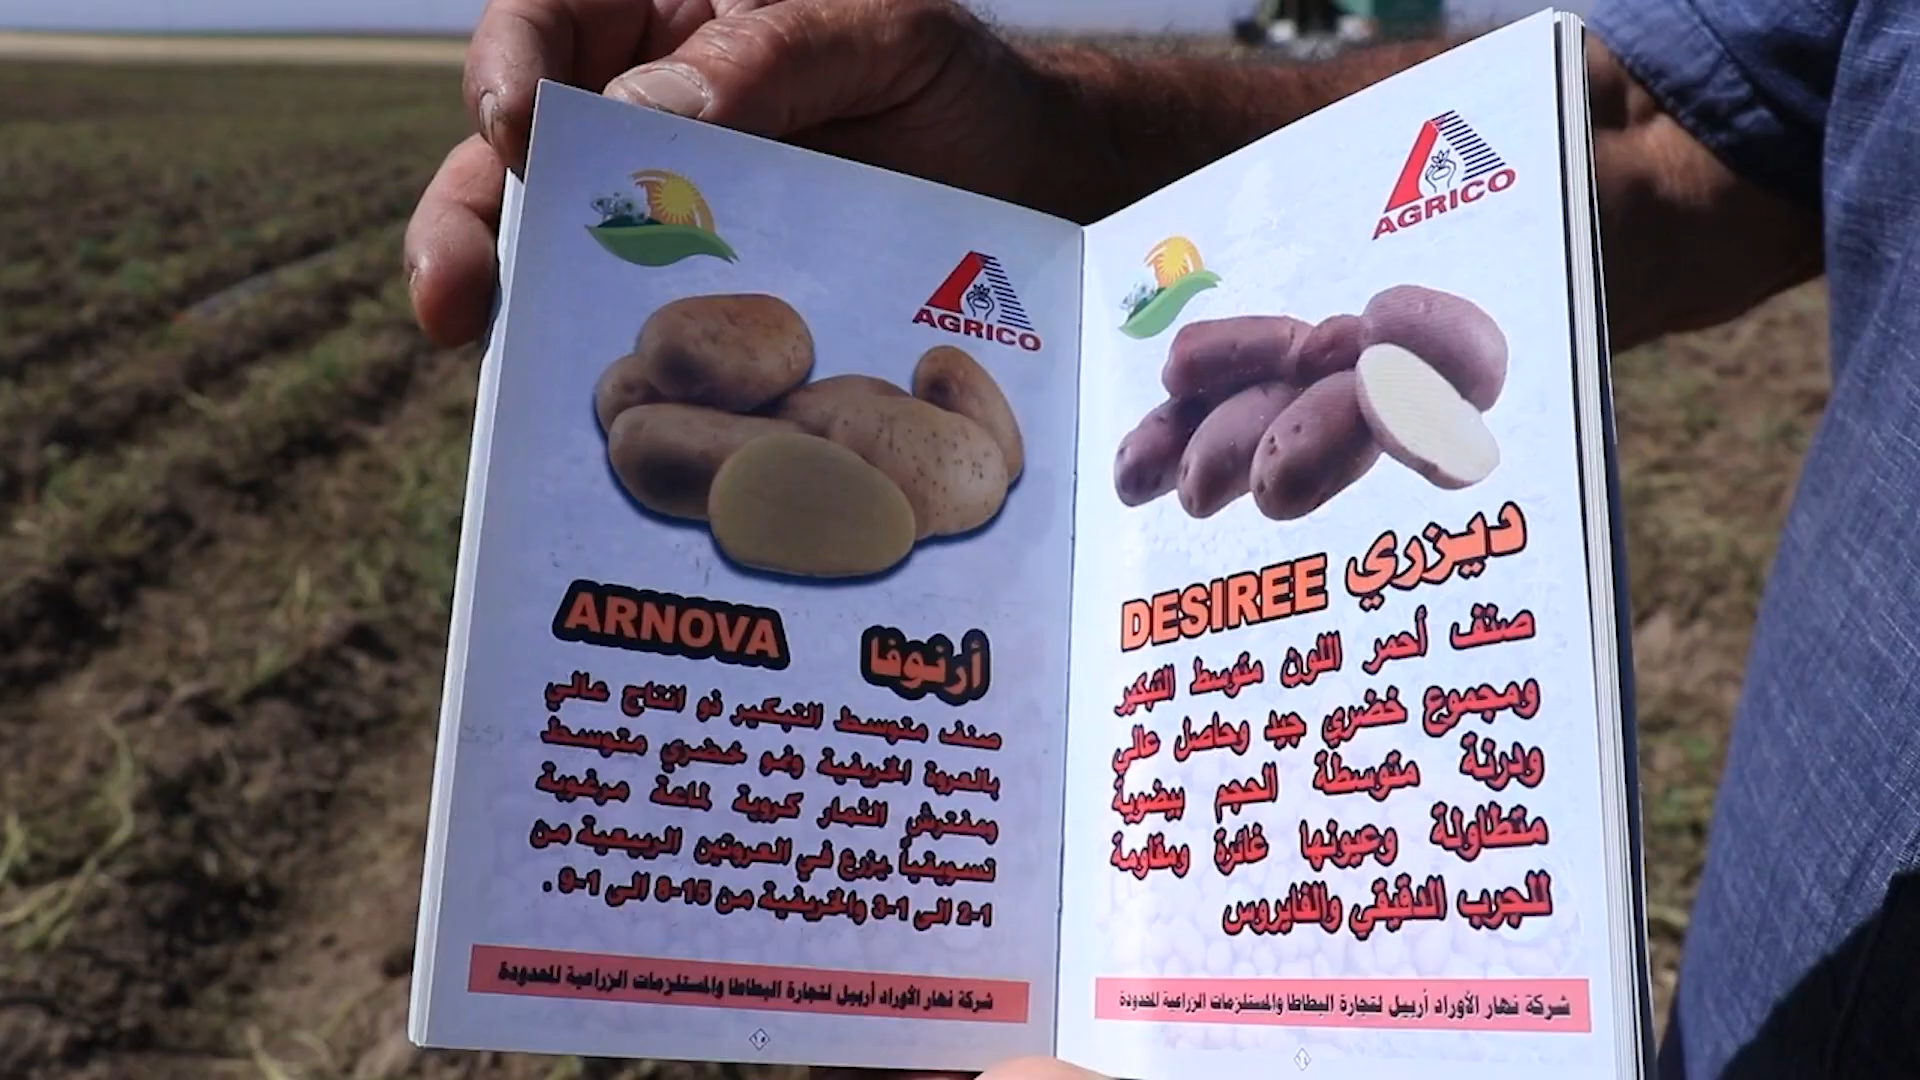 AGRICO
DESIREE ديزري
صنف أحمر اللون متوسط التبكير
ومجموع خضري جيد وحاصل عالي
ودرنة متوسطة الحجم بيضوية
متطاولة وعيونها غائرة ومقاومة
للجرب الدقيقي والفايروس
شركة نهار الأوراد أربيل لتجارة البطاطا والمستلزمات الزراعية المحدودة
AGRICO
ARNOVA أرنوفا
صنف متوسط التبكير ذو انتاج عالي
بالعروة الخريفية ونمو خضري متوسط
ومفترش الثمار كروية لماعة مرغوبة
تسويقياً يزرع في العروتين الربيعية من
2-1 الى 3-1 والخريفية من 15-8 الى 1-9 .
شركة نهار الأوراد أربيل لتجارة البطاطا والمستلزمات الزراعية المحدودة